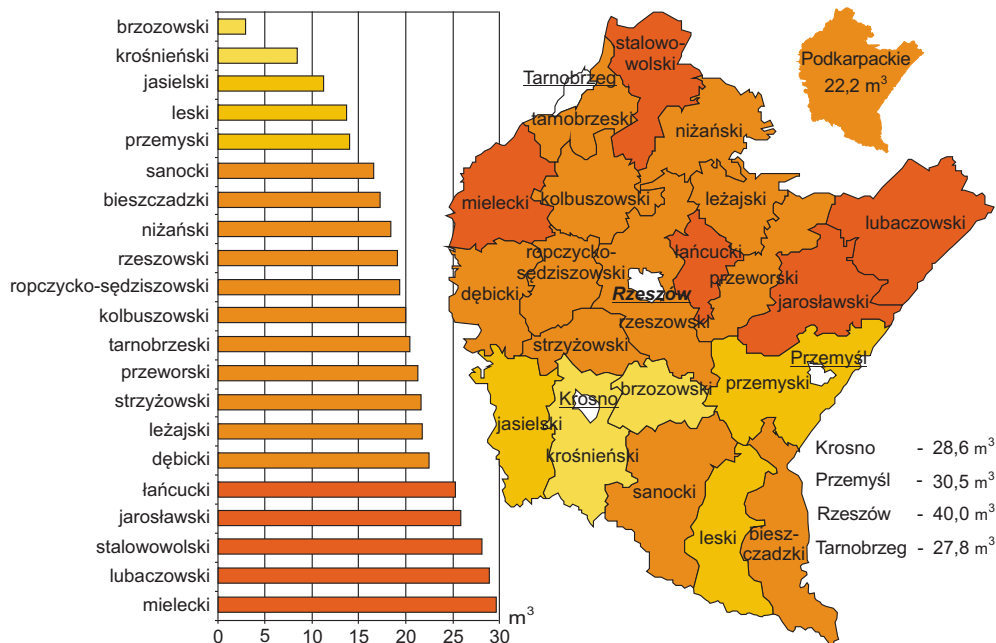 brzozowski
krośnieński
jasielski
leski
przemyski
sanocki
bieszczadzki
niżański
rzeszowski
ropczycko-sędziszowski
kolbuszowski
tarnobrzeski
przeworski
strzyżowski
leżajski
dębicki
łańcucki
jarosławski
stalowowolski
lubaczowski
mielecki
0 5 10 15 20 25 30
m³
stalowo-
wolski
Tarnobrzeg
tarnobrzeski
niżański
mielecki
kolbuszowski
leżajski
lubaczowski
ropczycko-
sędziszowski
łańcucki
przeworski
dębicki
Rzeszów
jarosławski
rzeszowski
strzyżowski
Przemyśl
przemyski
brzozowski
Krosno
jasielski
krośnieński
sanocki
leski
biesz-
czadzki
Podkarpackie
22,2 m³
Krosno - 28,6 m³
Przemyśl - 30,5 m³
Rzeszów - 40,0 m³
Tarnobrzeg - 27,8 m³